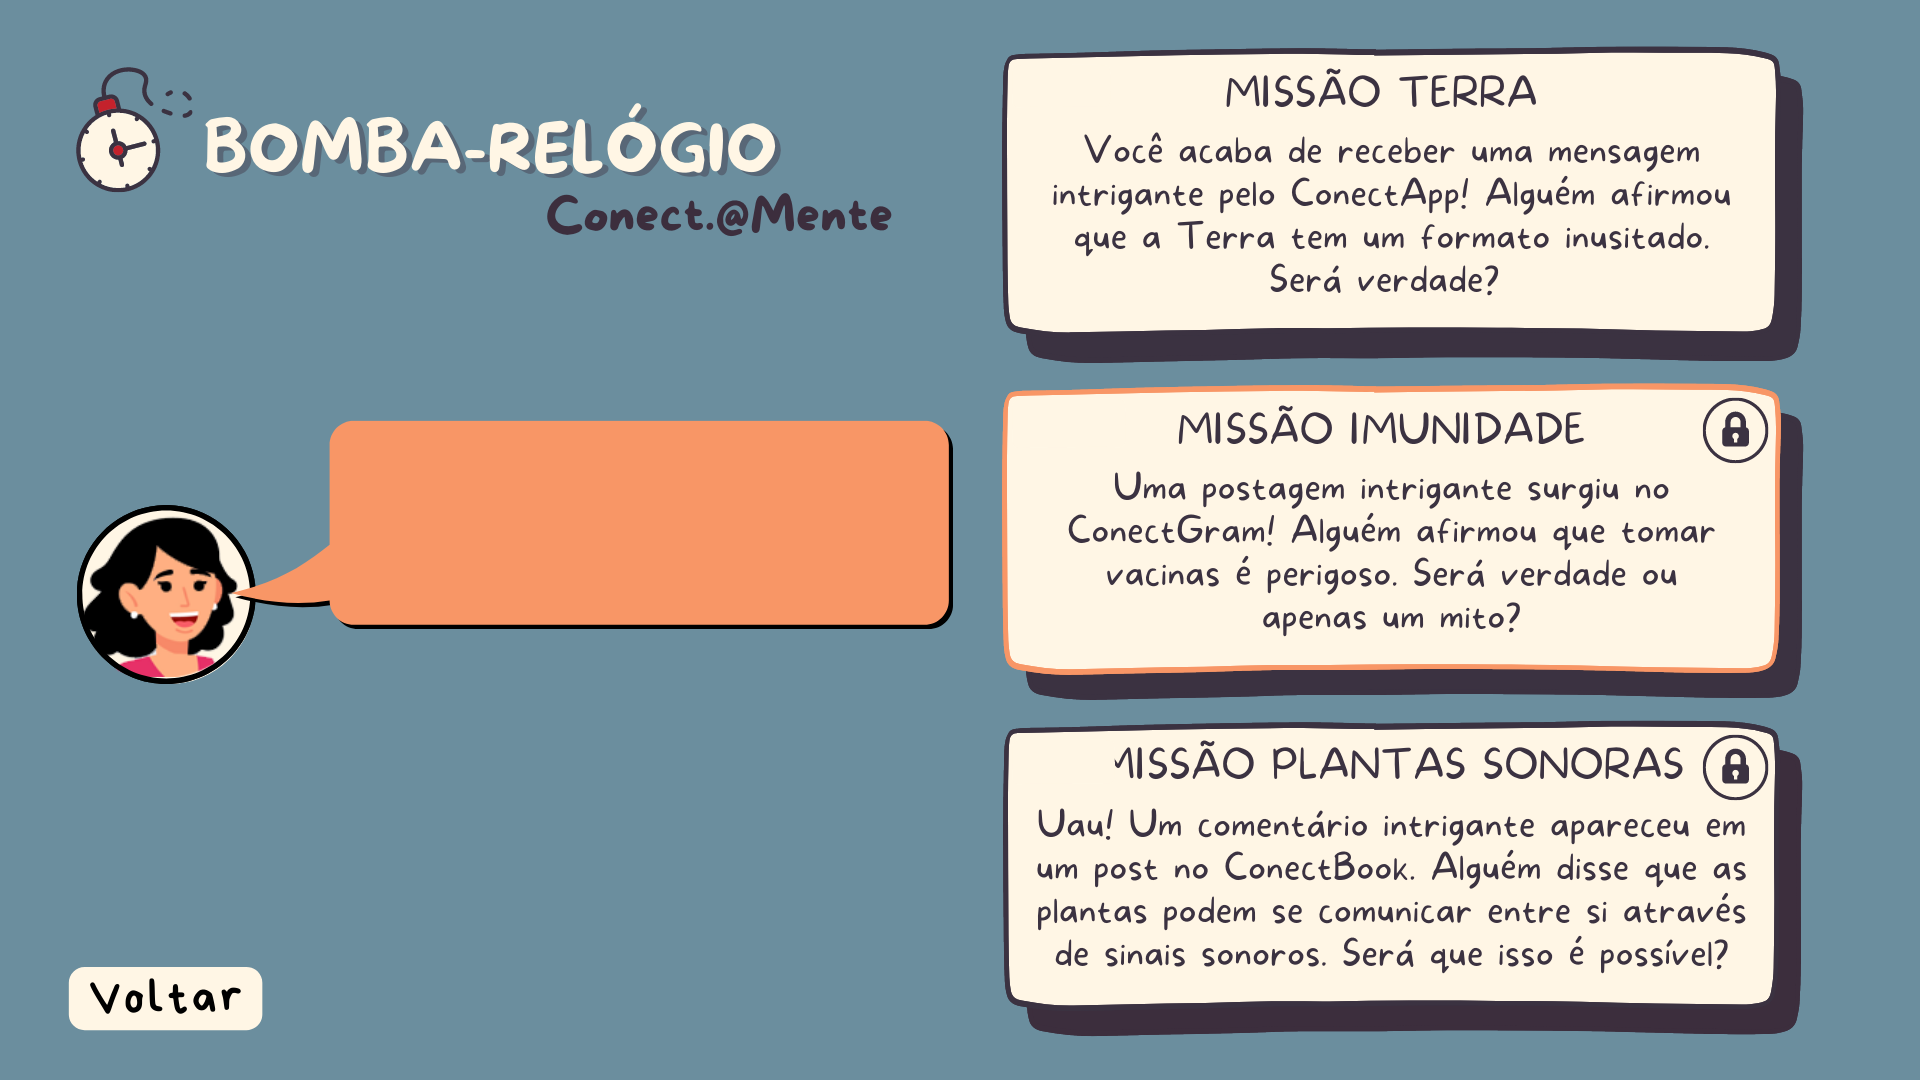 BOMBA-RELÓGIO
Conect.@Mente
MISSÃO TERRA
Você acaba de receber uma mensagem
intrigante pelo ConectApp! Alguém afirmou
que a Terra tem um formato inusitado.
Será verdade?
MISSÃO IMUNIDADE
Uma postagem intrigante surgiu no
ConectGram! Alguém afirmou que tomar
vacinas é perigoso. Será verdade ou
apenas um mito?
MISSÃO PLANTAS SONORAS
Uau! Um comentário intrigante apareceu em
um post no ConectBook. Alguém disse que as
plantas podem se comunicar entre si através
de sinais sonoros. Será que isso é possível?
Voltar